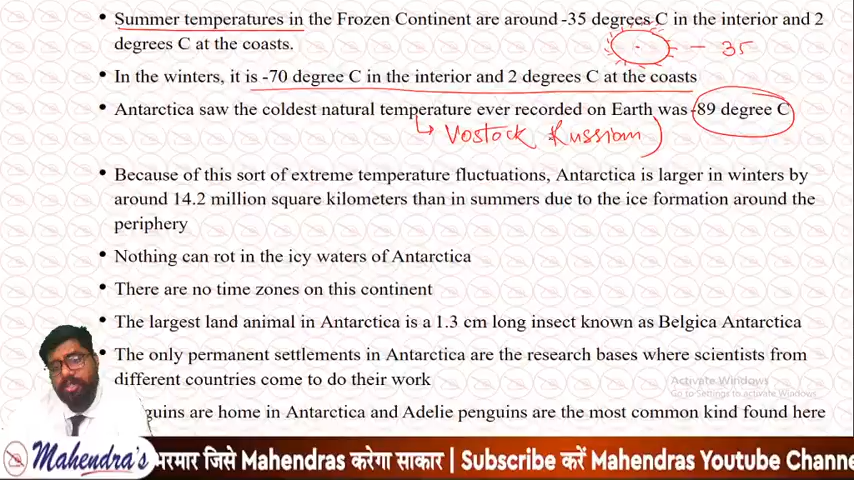 • Summer temperatures in the Frozen Continent are around -35 degrees C in the interior and 2
degrees C at the coasts.
- 35
• In the winters, it is -70 degree C in the interior and 2 degrees C at the coasts
• Antarctica saw the coldest natural temperature ever recorded on Earth was -89 degree C
Vostock Russian)
• Because of this sort of extreme temperature fluctuations, Antarctica is larger in winters by
around 14.2 million square kilometers than in summers due to the ice formation around the
periphery
• Nothing can rot in the icy waters of Antarctica
• There are no time zones on this continent
• The largest land animal in Antarctica is a 1.3 cm long insect known as Belgica Antarctica
• The only permanent settlements in Antarctica are the research bases where scientists from
different countries come to do their work
Activate Windows
Go to Settings to activate Windows.
guins are home in Antarctica and Adelie penguins are the most common kind found here
Mahendra's
रमार जिसे Mahendras करेगा साकार | Subscribe करें Mahendras Youtube Channe